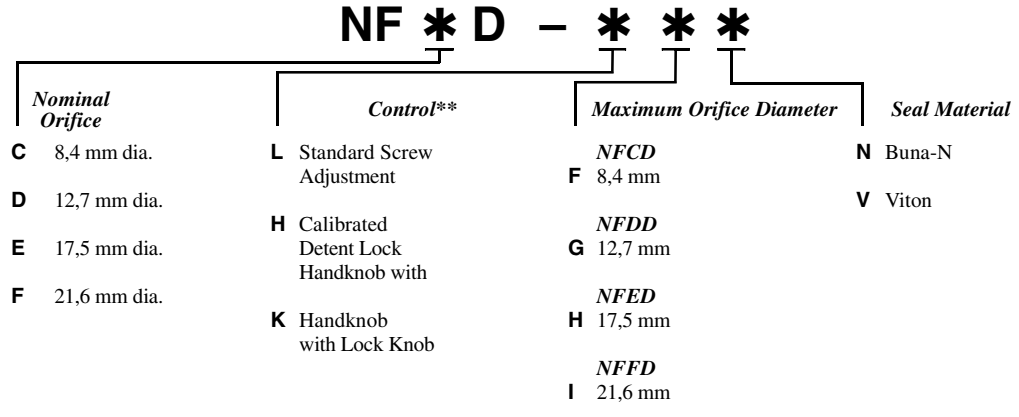 NF ✱ D – ✱ ✱ ✱
Nominal
Orifice
C 8,4 mm dia.
D 12,7 mm dia.
E 17,5 mm dia.
F 21,6 mm dia.
Control**
L Standard Screw
Adjustment
H Calibrated
Detent Lock
Handknob with
K Handknob
with Lock Knob
Maximum Orifice Diameter
NFCD
F 8,4 mm
NFDD
G 12,7 mm
NFED
H 17,5 mm
NFFD
I 21,6 mm
Seal Material
N Buna-N
V Viton